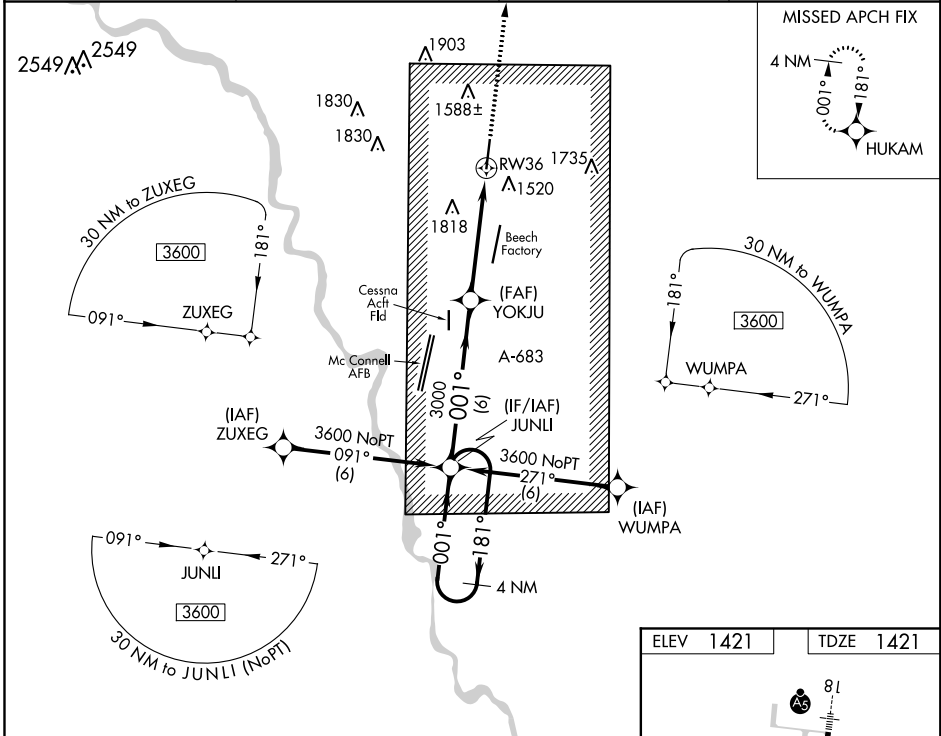 MISSED APCH FIX
4 NM
001°
181°
HUKAM
2549
2549
1903
1588±
1830
1830
RW36
1735
1520
1818
30 NM to ZUXEG
3600
181°
ZUXEG
091°
Beech
Factory
30 NM to WUMPA
181°
3600
WUMPA
271°
Cessna
Acft
Fld
(FAF)
YOKJU
Mc Connell
AFB
A-683
3000
001°
(6)
(IF/IAF)
JUNLI
(IAF)
ZUXEG
3600 NoPT
091°
(6)
3600 NoPT
271°
(6)
(IAF)
WUMPA
001°
181°
4 NM
091°
271°
JUNLI
3600
30 NM to JUNLI (NoPT)
ELEV 1421
TDZE 1421
A5
18